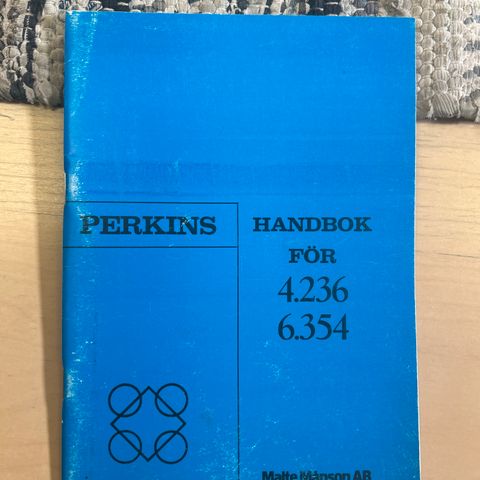 PERKINS
HANDBOK
FÖR
4.236
6.354
Malte Månson AB